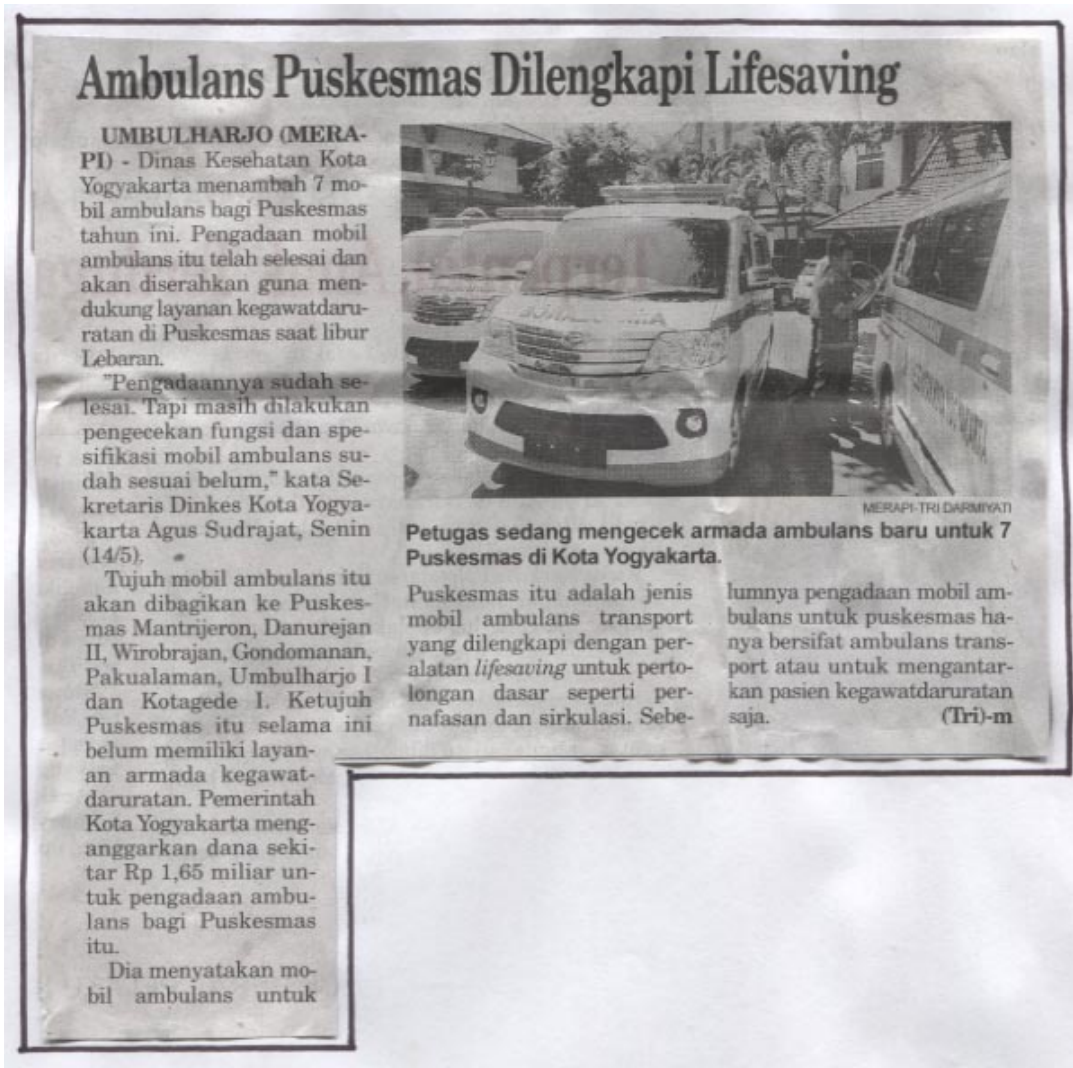 Ambulans Puskesmas Dilengkapi Lifesaving
UMBULHARJO (MERA-
PI) - Dinas Kesehatan Kota
Yogyakarta menambah 7 mo-
bil ambulans bagi Puskesmas
tahun ini. Pengadaan mobil
ambulans itu telah selesai dan
akan diserahkan guna men-
dukung layanan kegawatdaru-
ratan di Puskesmas saat libur
Lebaran.
"Pengadaannya sudah se-
lesai. Tapi masih dilakukan
pengecekan fungsi dan spe-
sifikasi mobil ambulans su-
dah sesuai belum," kata Se-
kretaris Dinkes Kota Yogya-
karta Agus Sudrajat, Senin
(14/5).
Tujuh mobil ambulans itu
akan dibagikan ke Puskes-
mas Mantrijeron, Danurejan
II, Wirobrajan, Gondomanan,
Pakualaman, Umbulharjo I
dan Kotagede I. Ketujuh
Puskesmas itu selama ini
belum memiliki layan-
an armada kegawat-
daruratan. Pemerintah
Kota Yogyakarta meng-
anggarkan dana seki-
tar Rp 1,65 miliar un-
tuk pengadaan ambu-
lans bagi Puskesmas
itu.
Dia menyatakan mo-
bil ambulans untuk
MERAPI-TRI DARMIYATI
Petugas sedang mengecek armada ambulans baru untuk 7
Puskesmas di Kota Yogyakarta.
Puskesmas itu adalah jenis
mobil ambulans transport
yang dilengkapi dengan per-
alatan lifesaving untuk perto-
longan dasar seperti per-
nafasan dan sirkulasi. Sebe-
lumnya pengadaan mobil am-
bulans untuk puskesmas ha-
nya bersifat ambulans trans-
port atau untuk mengantar-
kan pasien kegawatdaruratan
saja. (Tri)-m